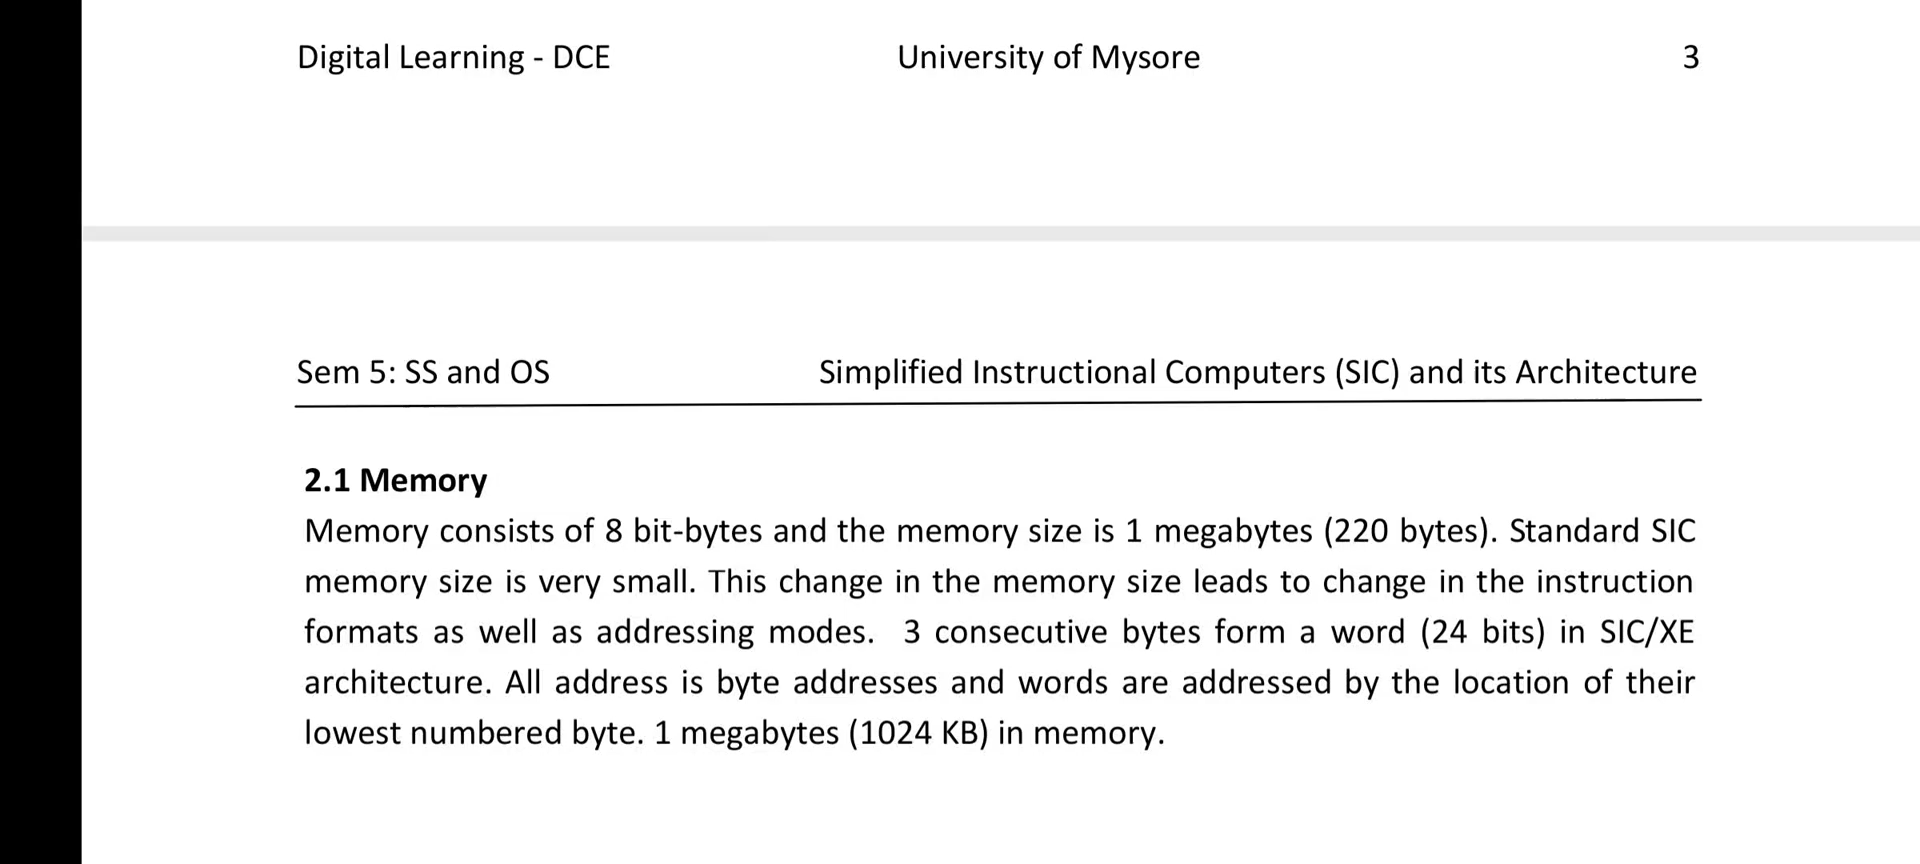 Digital Learning - DCE University of Mysore 3
Sem 5: SS and OS Simplified Instructional Computers (SIC) and its Architecture
2.1 Memory
Memory consists of 8 bit-bytes and the memory size is 1 megabytes (220 bytes). Standard SIC
memory size is very small. This change in the memory size leads to change in the instruction
formats as well as addressing modes. 3 consecutive bytes form a word (24 bits) in SIC/XE
architecture. All address is byte addresses and words are addressed by the location of their
lowest numbered byte. 1 megabytes (1024 KB) in memory.